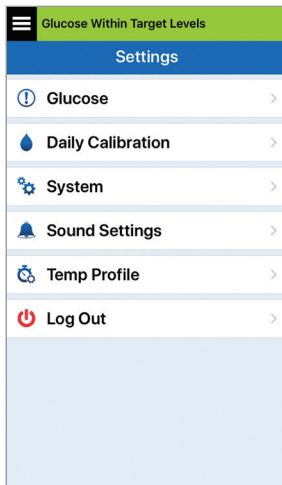 Glucose Within Target Levels
Settings
Glucose
Daily Calibration
System
Sound Settings
Temp Profile
Log Out